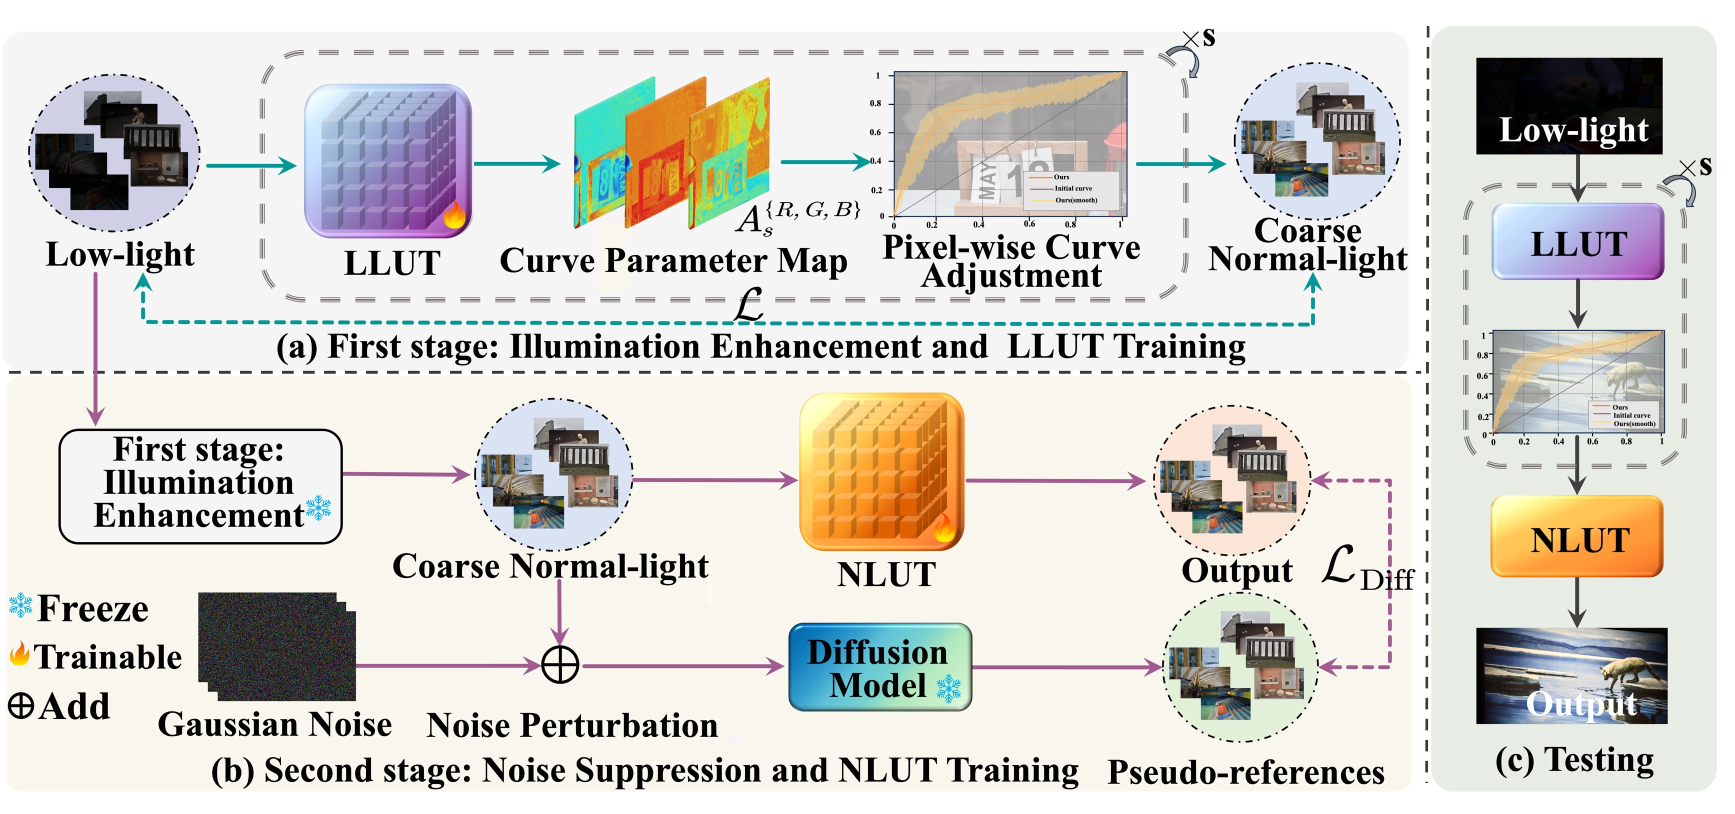 ×s
Low-light
LLUT
Curve Parameter Map
A_s^{R, G, B}
1
0.8
0.6
0.4
0.2
0
0
0.2
0.4
0.6
0.8
1
MAY
Ours
Initial curve
Ours(smooth)
Pixel-wise Curve
Adjustment
Coarse
Normal-light
ℒ
(a) First stage: Illumination Enhancement and LLUT Training
First stage:
Illumination
Enhancement
Coarse Normal-light
NLUT
Output
ℒ_Diff
Freeze
Trainable
Add
Gaussian Noise
Noise Perturbation
Diffusion
Model
Pseudo-references
(b) Second stage: Noise Suppression and NLUT Training
Low-light
×s
LLUT
1
0.8
0.6
0.4
0.2
0
0
0.2
0.4
0.6
0.8
1
Ours
Initial curve
Ours(smooth)
NLUT
Output
(c) Testing